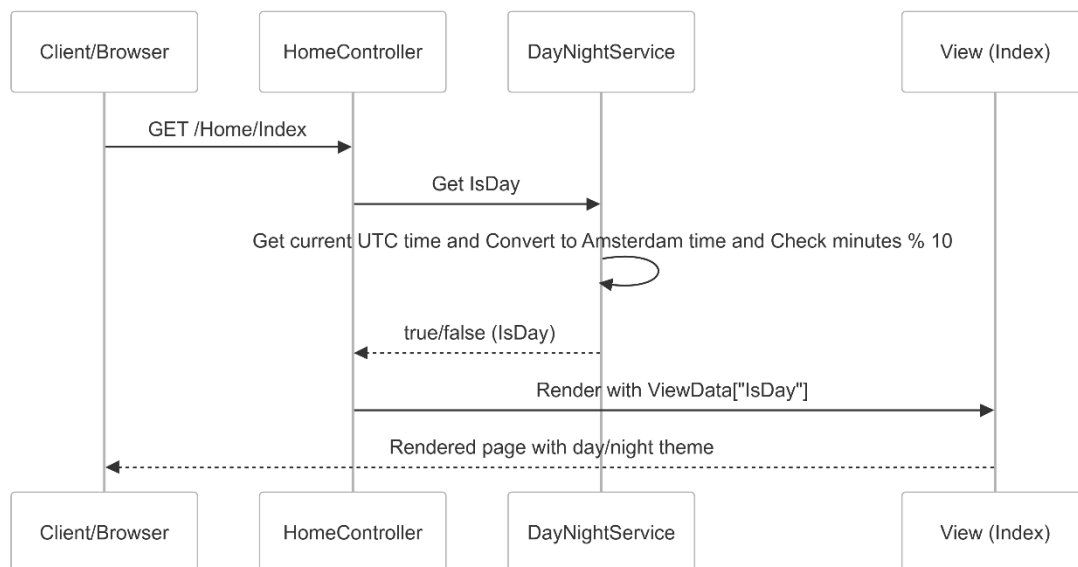 Client/Browser
HomeController
DayNightService
View (Index)
GET /Home/Index
Get IsDay
Get current UTC time and Convert to Amsterdam time and Check minutes % 10
true/false (IsDay)
Render with ViewData["IsDay"]
Rendered page with day/night theme
Client/Browser
HomeController
DayNightService
View (Index)